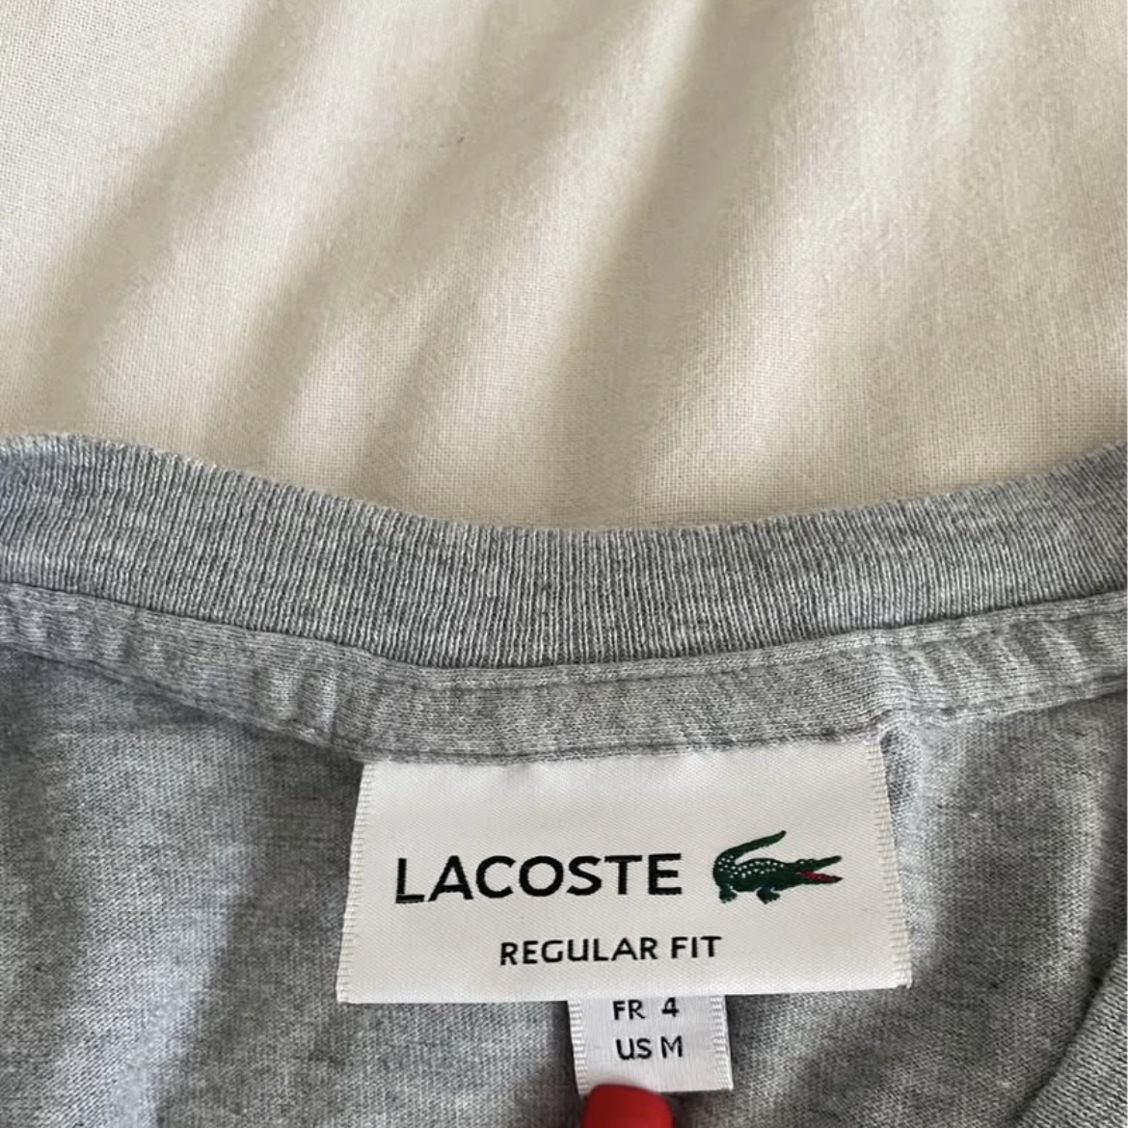 LACOSTE
REGULAR FIT
FR 4
US M